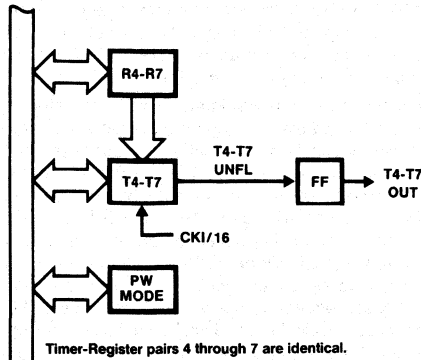 R4-R7
T4-T7
T4-T7
UNFL
FF
T4-T7
OUT
CKI/16
PW
MODE
Timer-Register pairs 4 through 7 are identical.